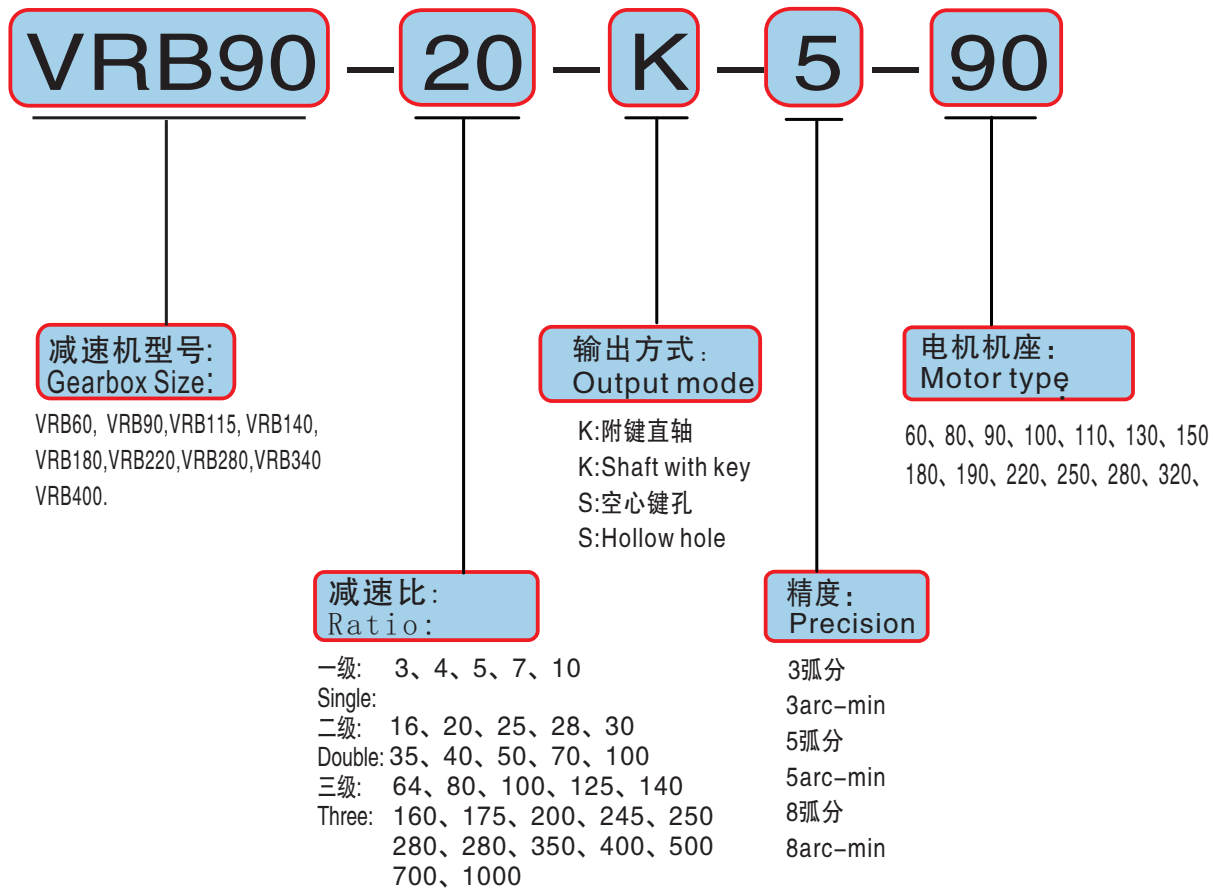 VRB90 – 20 – K – 5 – 90
减速机型号:
Gearbox Size:
VRB60, VRB90,VRB115, VRB140,
VRB180,VRB220,VRB280,VRB340
VRB400.
输出方式:
Output mode
K:附键直轴
K:Shaft with key
S:空心键孔
S:Hollow hole
电机机座:
Motor type:
60、80、90、100、110、130、150
180、190、220、250、280、320、
减速比:
Ratio:
一级: 3、4、5、7、10
Single:
二级: 16、20、25、28、30
Double: 35、40、50、70、100
三级: 64、80、100、125、140
Three: 160、175、200、245、250
280、280、350、400、500
700、1000
精度:
Precision
3弧分
3arc-min
5弧分
5arc-min
8弧分
8arc-min